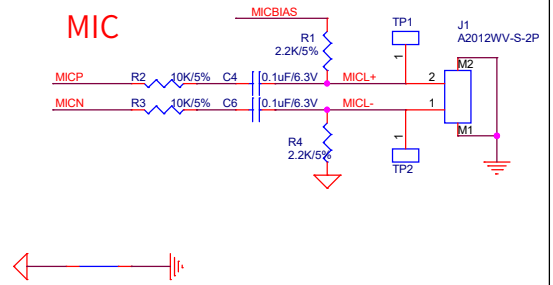 MIC
MICBIAS
R1
2.2K/5%
TP1
1
J1
A2012WV-S-2P
MICP R2 10K/5% C4 0.1uF/6.3V MICL+ 2 M2
MICN R3 10K/5% C6 0.1uF/6.3V MICL- 1 M1
R4
2.2K/5%
1
TP2